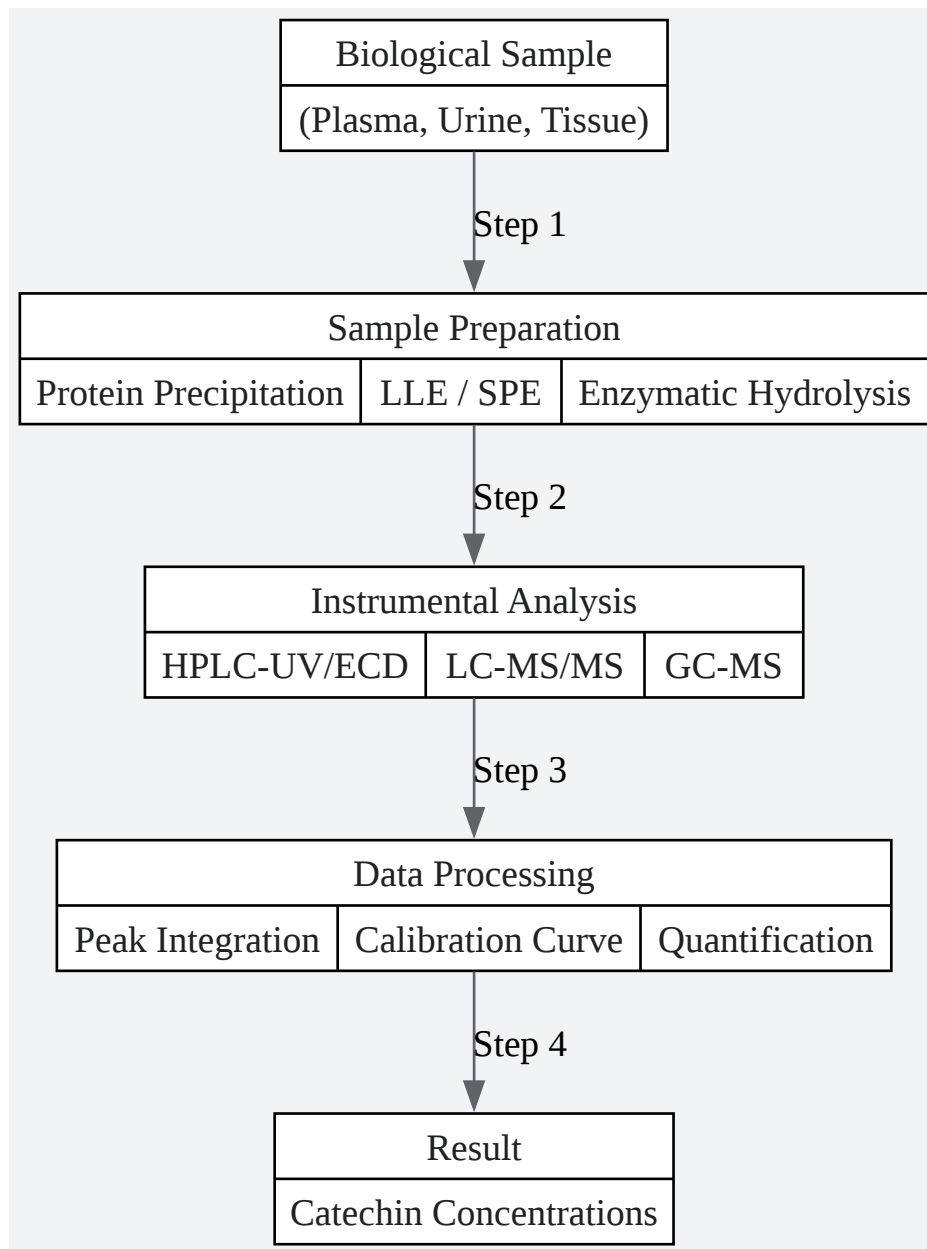 Biological Sample
(Plasma, Urine, Tissue)
Step 1
Sample Preparation
Protein Precipitation
LLE / SPE
Enzymatic Hydrolysis
Step 2
Instrumental Analysis
HPLC-UV/ECD
LC-MS/MS
GC-MS
Step 3
Data Processing
Peak Integration
Calibration Curve
Quantification
Step 4
Result
Catechin Concentrations